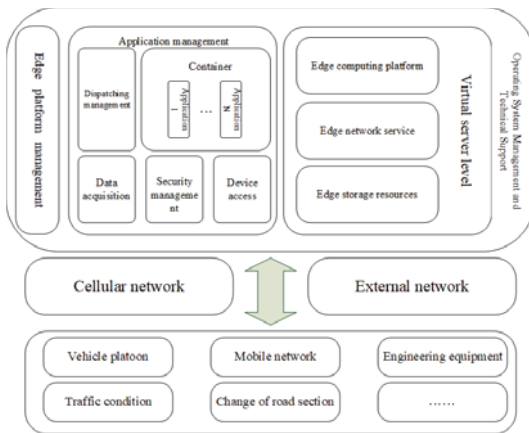 Edge platform management
Application management
Dispatching
management
Container
Application
1
...
Application
N
Data
acquisition
Security
manageme
nt
Device
access
Edge computing platform
Edge network service
Edge storage resources
Virtual server level
Operating System Management and
Technical Support
Cellular network
External network
Vehicle platoon
Mobile network
Engineering equipment
Traffic condition
Change of road section
......